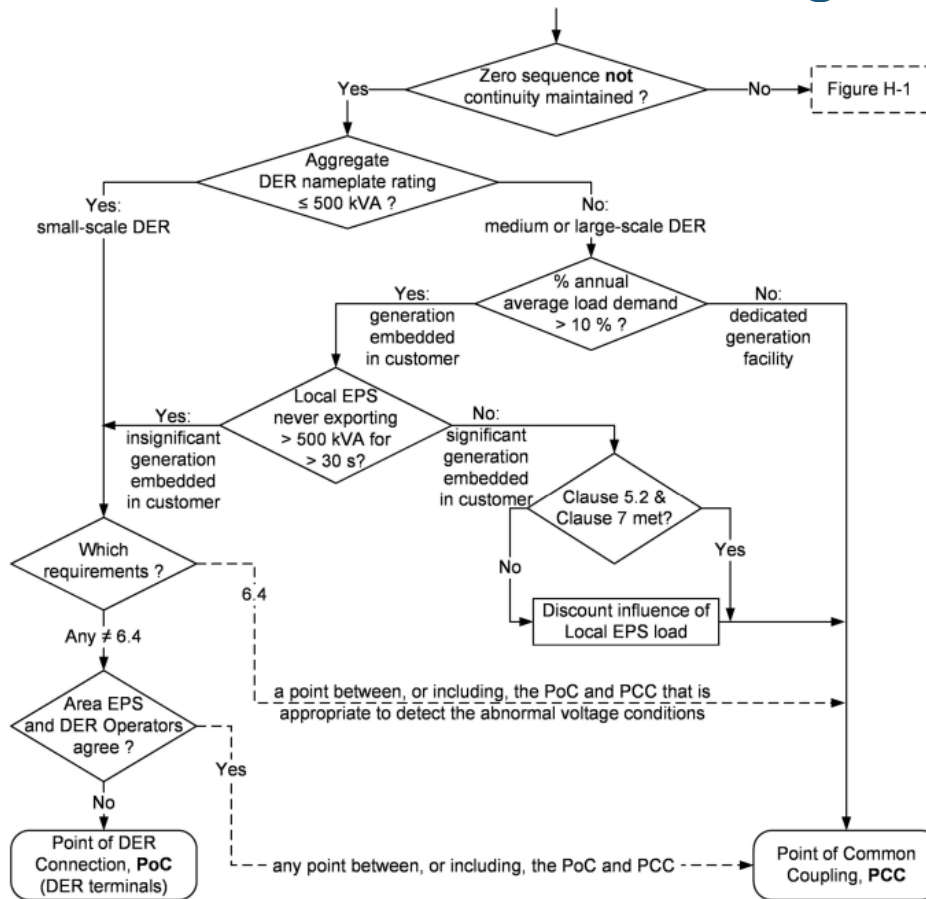 Zero sequence not
continuity maintained ?
Yes
No
Figure H-1
Aggregate
DER nameplate rating
≤ 500 kVA ?
Yes:
small-scale DER
No:
medium or large-scale DER
% annual
average load demand
> 10 % ?
Yes:
generation
embedded
in customer
No:
dedicated
generation
facility
Local EPS
never exporting
> 500 kVA for
> 30 s?
Yes:
insignificant
generation
embedded
in customer
No:
significant
generation
embedded
in customer
Clause 5.2 &
Clause 7 met?
No
Yes
Discount influence of
Local EPS load
Which
requirements ?
6.4
Any ≠ 6.4
a point between, or including, the PoC and PCC that is
appropriate to detect the abnormal voltage conditions
Area EPS
and DER Operators
agree ?
Yes
No
Point of DER
Connection, PoC
(DER terminals)
any point between, or including, the PoC and PCC
Point of Common
Coupling, PCC